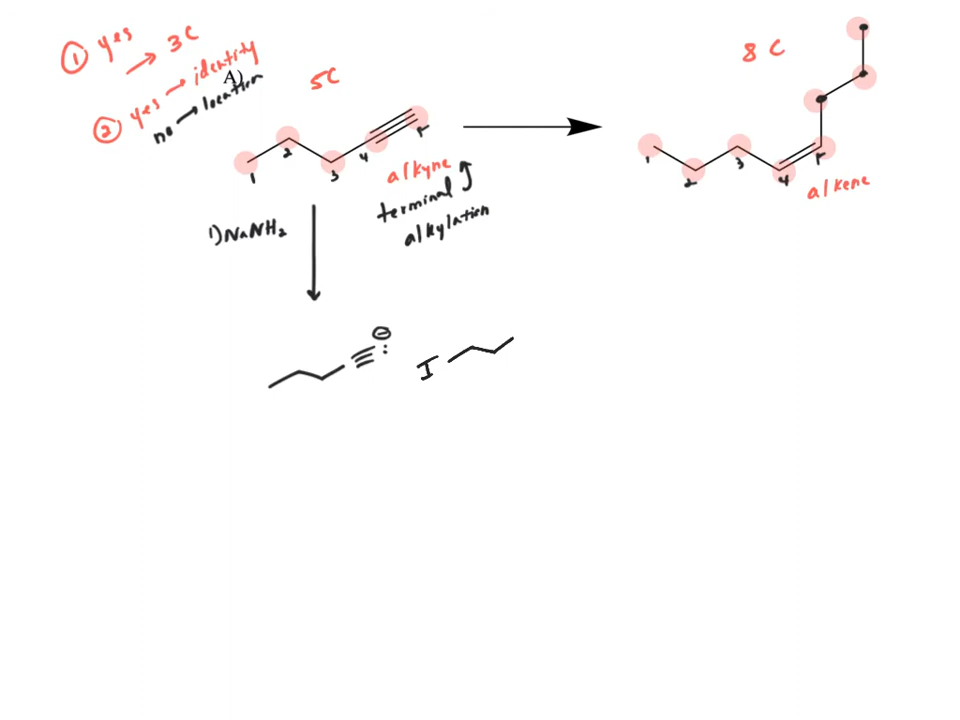 ① yes
→ 3C
② yes → identity
no → location
A)
5C
8 C
1 2 3 4 5
alkyne
terminal
alkylation
1 2 3 4 5
alkene
1) NaNH₂
⊖
:
I